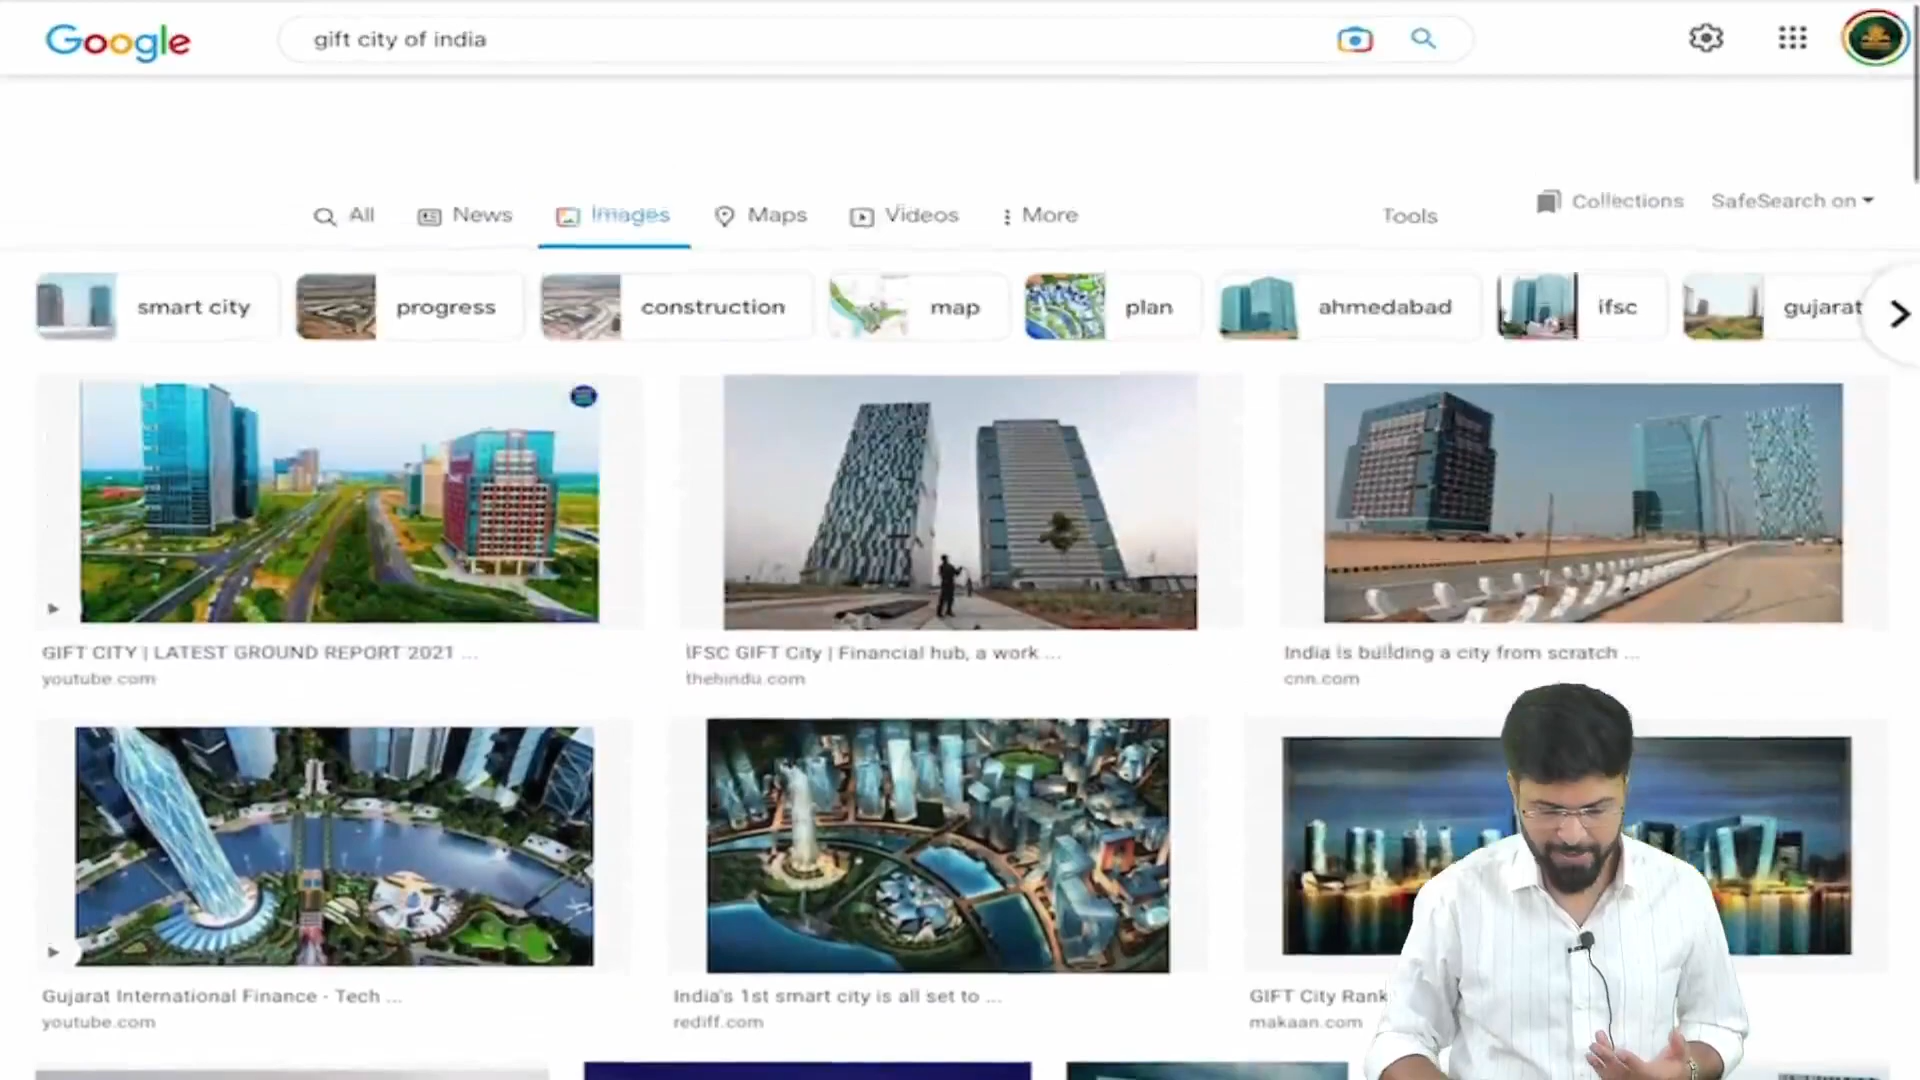 Google
gift city of india
All
News
Images
Maps
Videos
More
Tools
Collections
SafeSearch on
smart city
progress
construction
map
plan
ahmedabad
ifsc
gujarat
GIFT CITY | LATEST GROUND REPORT 2021 ...
youtube.com
IFSC GIFT City | Financial hub, a work ...
thehindu.com
India is building a city from scratch ...
cnn.com
Gujarat International Finance - Tech ...
youtube.com
India's 1st smart city is all set to ...
rediff.com
GIFT City Rank
makaan.com